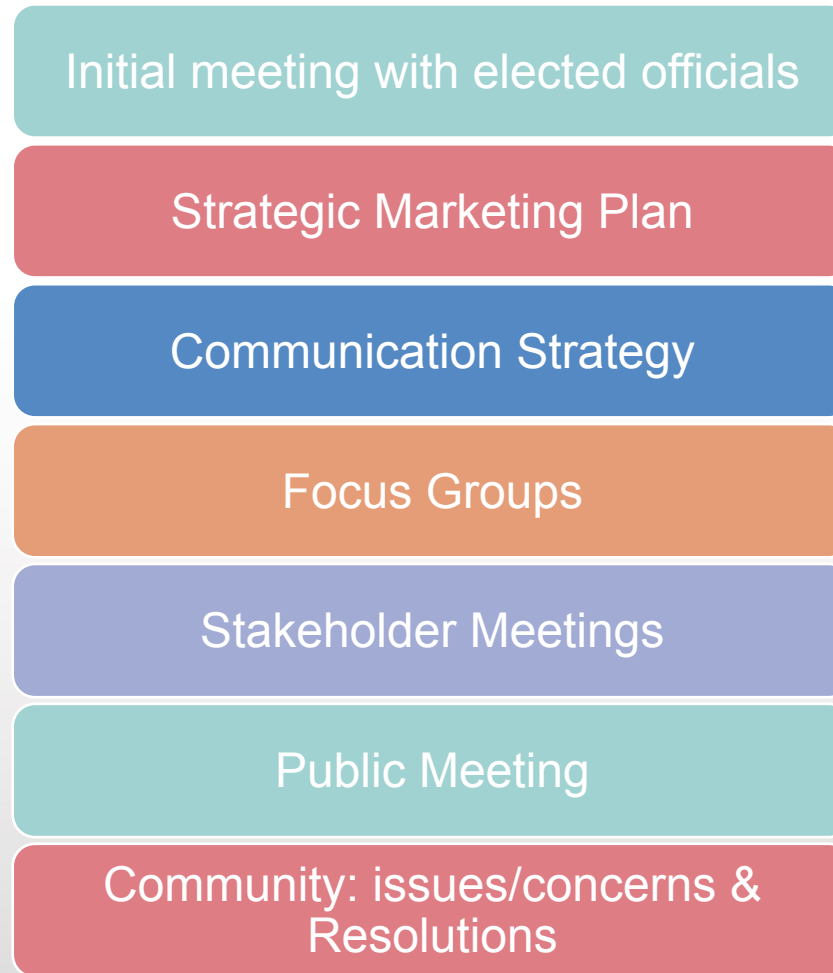 Initial meeting with elected officials
Strategic Marketing Plan
Communication Strategy
Focus Groups
Stakeholder Meetings
Public Meeting
Community: issues/concerns &
Resolutions